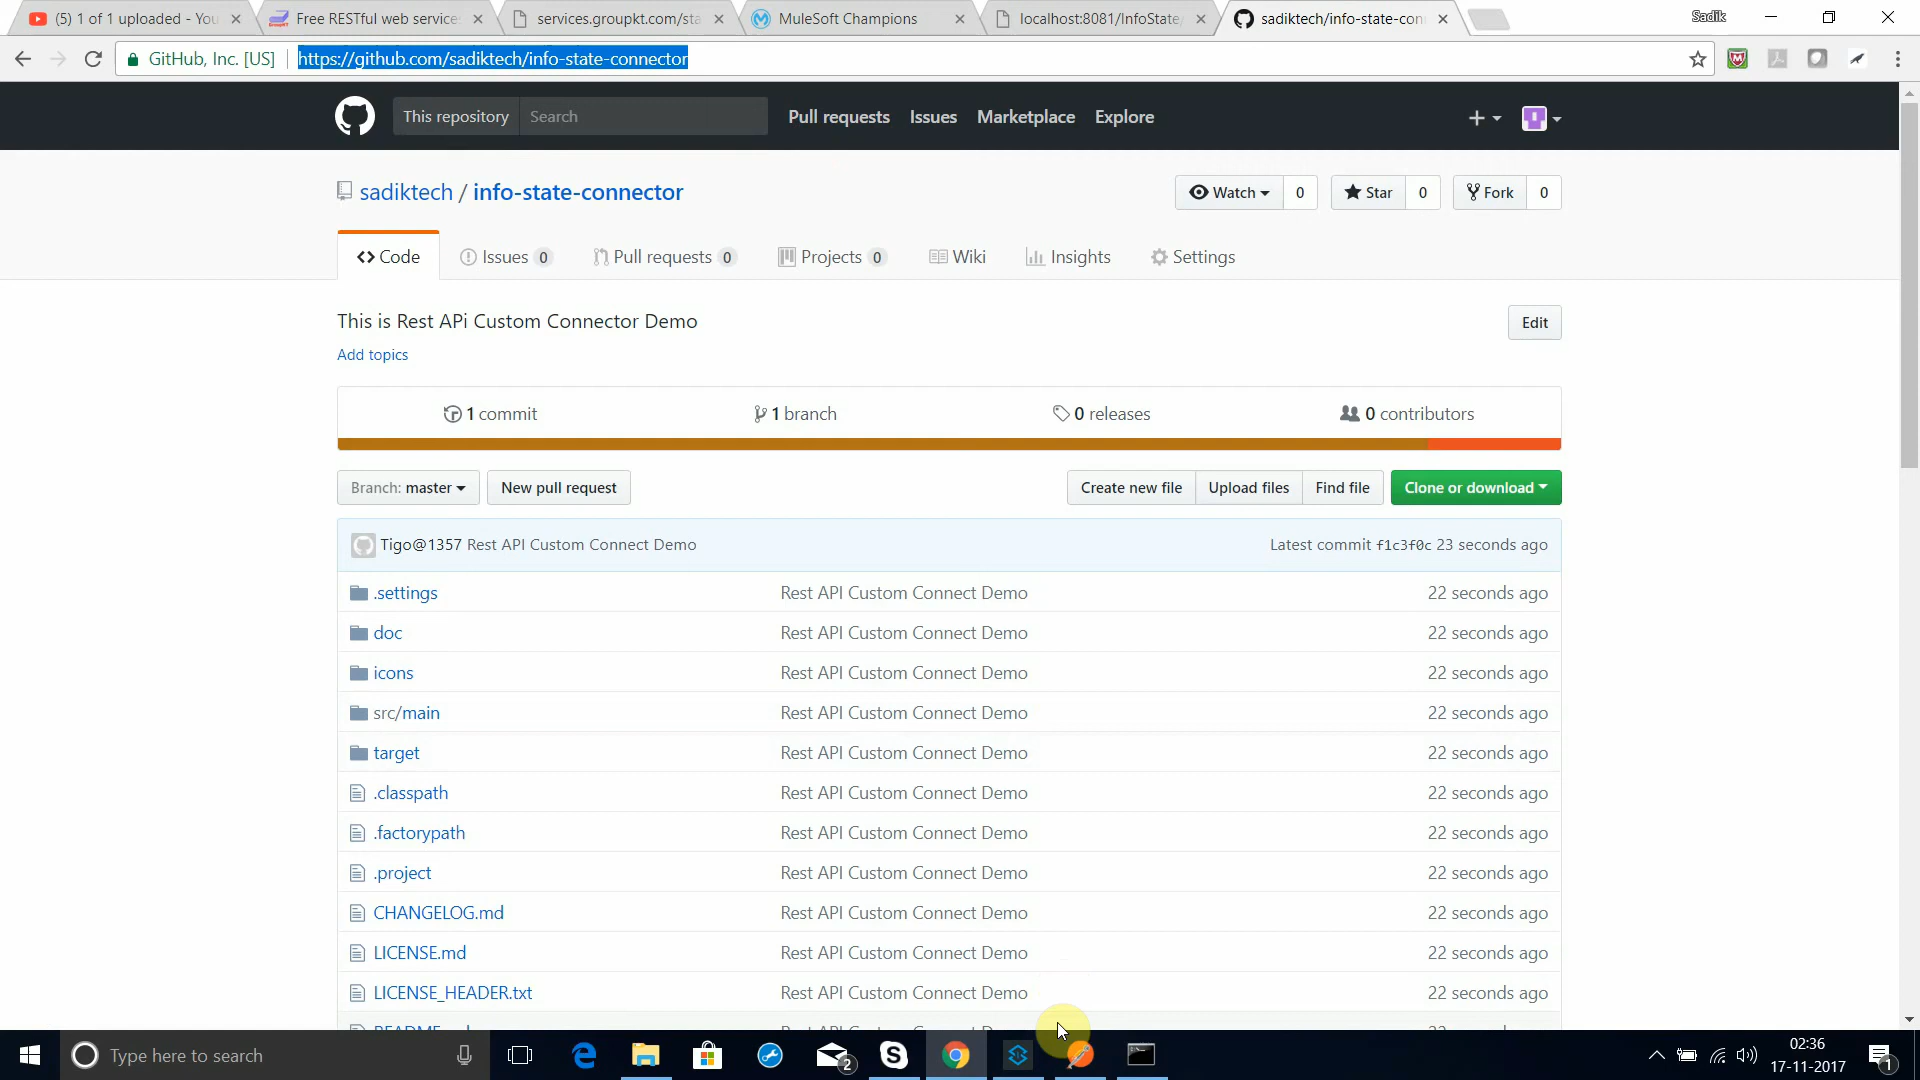 (5) 1 of 1 uploaded - You
Free RESTful web service
services.groupkt.com/sta
MuleSoft Champions
localhost:8081/InfoState/
sadiktech/info-state-con
Sadik
GitHub, Inc. [US]
https://github.com/sadiktech/info-state-connector
This repository
Search
Pull requests
Issues
Marketplace
Explore
sadiktech / info-state-connector
Watch 0
Star 0
Fork 0
Code
Issues 0
Pull requests 0
Projects 0
Wiki
Insights
Settings
This is Rest APi Custom Connector Demo
Edit
Add topics
1 commit
1 branch
0 releases
0 contributors
Branch: master
New pull request
Create new file
Upload files
Find file
Clone or download
Tigo@1357 Rest API Custom Connect Demo
Latest commit f1c3f0c 23 seconds ago
.settings Rest API Custom Connect Demo 22 seconds ago
doc Rest API Custom Connect Demo 22 seconds ago
icons Rest API Custom Connect Demo 22 seconds ago
src/main Rest API Custom Connect Demo 22 seconds ago
target Rest API Custom Connect Demo 22 seconds ago
.classpath Rest API Custom Connect Demo 22 seconds ago
.factorypath Rest API Custom Connect Demo 22 seconds ago
.project Rest API Custom Connect Demo 22 seconds ago
CHANGELOG.md Rest API Custom Connect Demo 22 seconds ago
LICENSE.md Rest API Custom Connect Demo 22 seconds ago
LICENSE_HEADER.txt Rest API Custom Connect Demo 22 seconds ago
Type here to search
2
02:36
17-11-2017
1